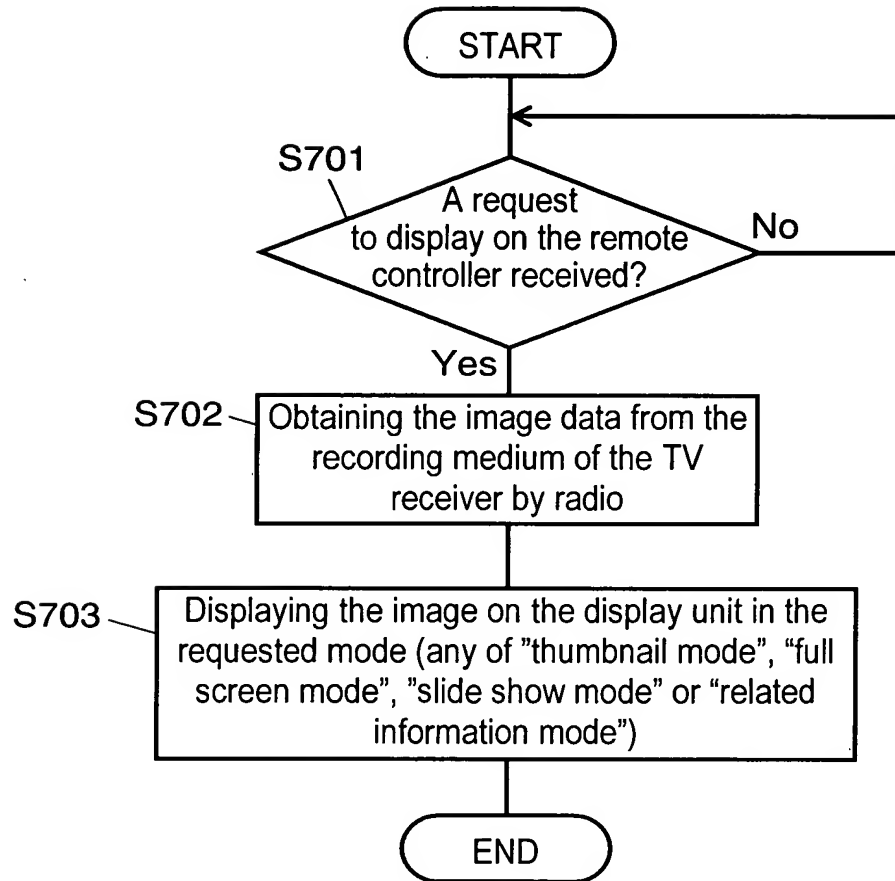 START
S701
A request
to display on the remote
controller received?
No
Yes
S702
Obtaining the image data from the
recording medium of the TV
receiver by radio
S703
Displaying the image on the display unit in the
requested mode (any of ”thumbnail mode”, “full
screen mode”, ”slide show mode” or “related
information mode”)
END